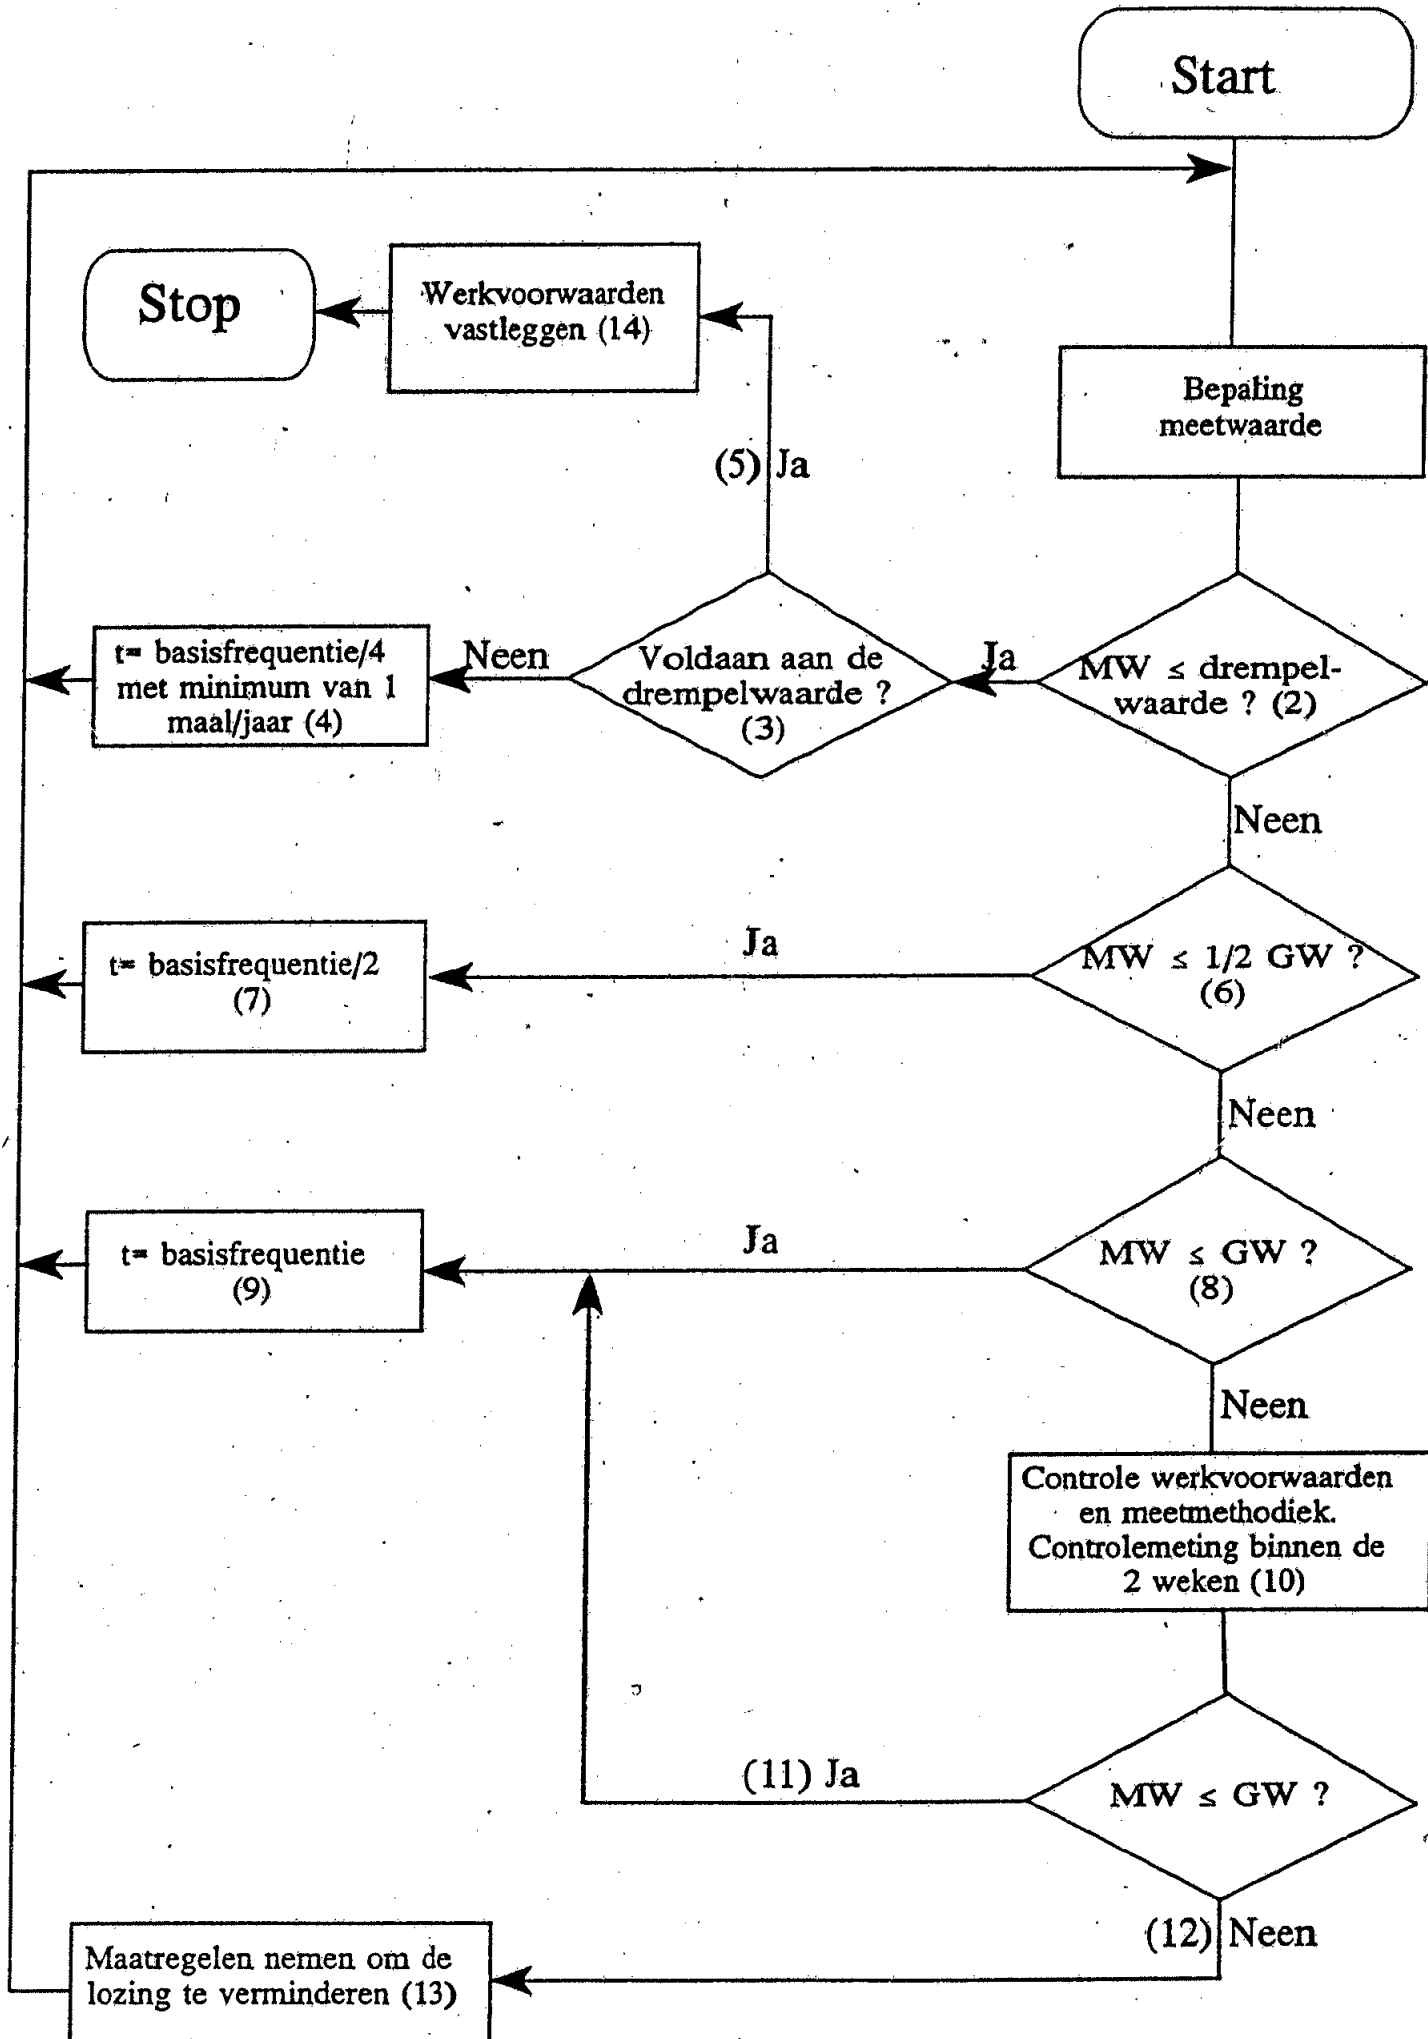 Start
Stop
Werkvoorwaarden
vastleggen (14)
Bepaling
meetwaarde
(5) Ja
t= basisfrequentie/4
met minimum van 1
maal/jaar (4)
Neen
Voldaan aan de
drempelwaarde ?
(3)
Ja
MW ≤ drempel-
waarde ? (2)
Neen
t= basisfrequentie/2
(7)
Ja
MW ≤ 1/2 GW ?
(6)
Neen
t= basisfrequentie
(9)
Ja
MW ≤ GW ?
(8)
Neen
Controle werkvoorwaarden
en meetmethodiek.
Controlemeting binnen de
2 weken (10)
(11) Ja
MW ≤ GW ?
(12) Neen
Maatregelen nemen om de
lozing te verminderen (13)